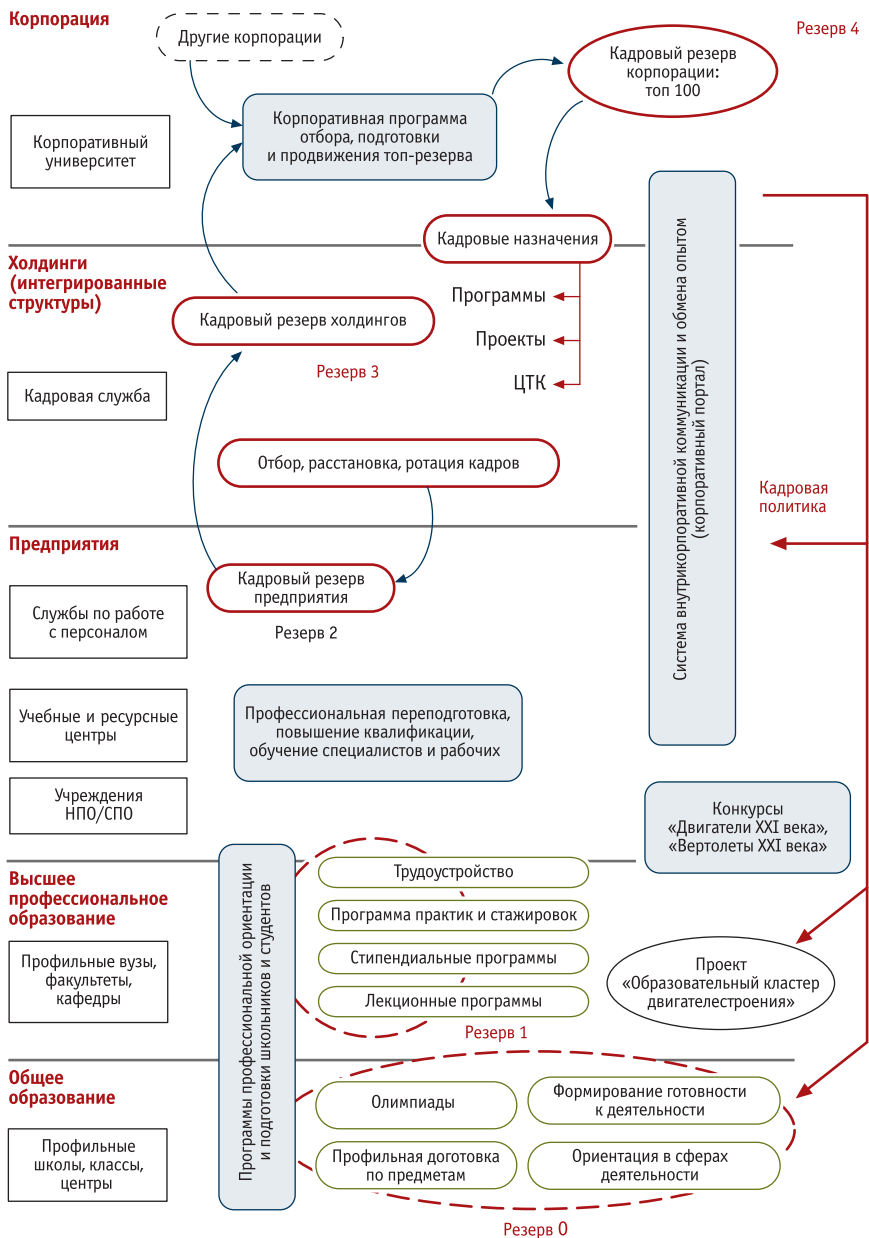 Корпорация
Другие корпорации
Резерв 4
Кадровый резерв
корпорации:
топ 100
Корпоративная программа
отбора, подготовки
и продвижения топ-резерва
Корпоративный
университет
Кадровые назначения
Холдинги
(интегрированные
структуры)
Программы
Кадровый резерв холдингов
Проекты
Резерв 3
ЦТК
Кадровая служба
Отбор, расстановка, ротация кадров
Система внутрикорпоративной коммуникации и обмена опытом
(корпоративный портал)
Кадровая
политика
Предприятия
Кадровый резерв
предприятия
Резерв 2
Службы по работе
с персоналом
Учебные и ресурсные
центры
Профессиональная переподготовка,
повышение квалификации,
обучение специалистов и рабочих
Учреждения
НПО/СПО
Конкурсы
«Двигатели XXI века»,
«Вертолеты XXI века»
Высшее
профессиональное
образование
Программы профессиональной ориентации
и подготовки школьников и студентов
Трудоустройство
Программа практик и стажировок
Стипендиальные программы
Лекционные программы
Резерв 1
Профильные вузы,
факультеты,
кафедры
Проект
«Образовательный кластер
двигателестроения»
Общее
образование
Олимпиады
Формирование готовности
к деятельности
Профильные
школы, классы,
центры
Профильная доготовка
по предметам
Ориентация в сферах
деятельности
Резерв 0